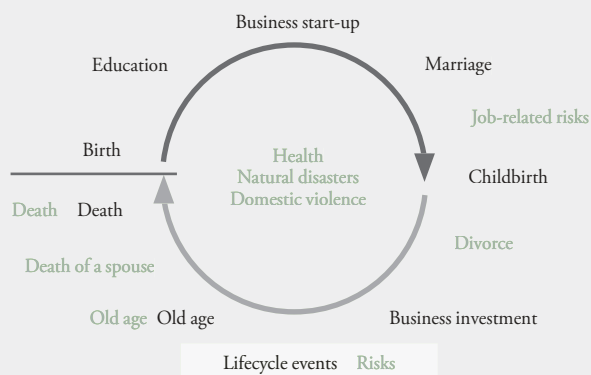 Business start-up
Education
Marriage
Job-related risks
Birth
Health
Natural disasters
Domestic violence
Childbirth
Death Death
Divorce
Death of a spouse
Old age Old age
Business investment
Lifecycle events Risks